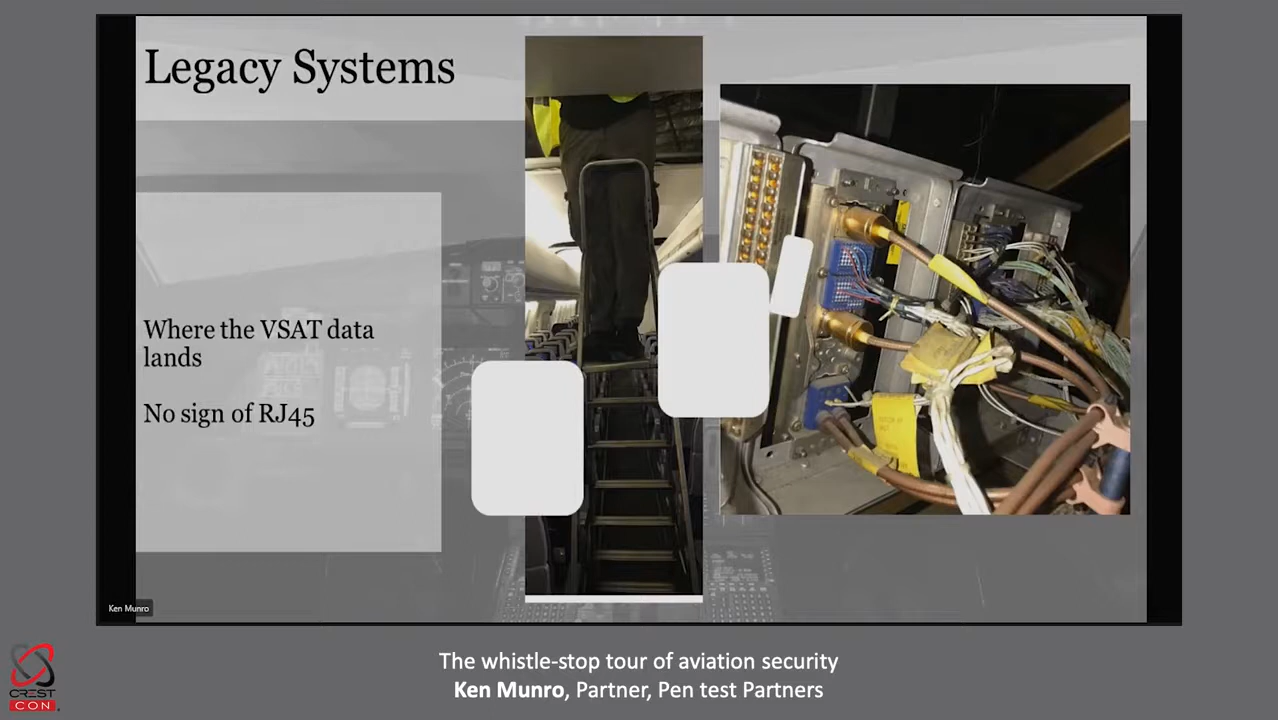 Legacy Systems
Where the VSAT data
lands
No sign of RJ45
Ken Munro
CREST
CON
The whistle-stop tour of aviation security
Ken Munro, Partner, Pen test Partners